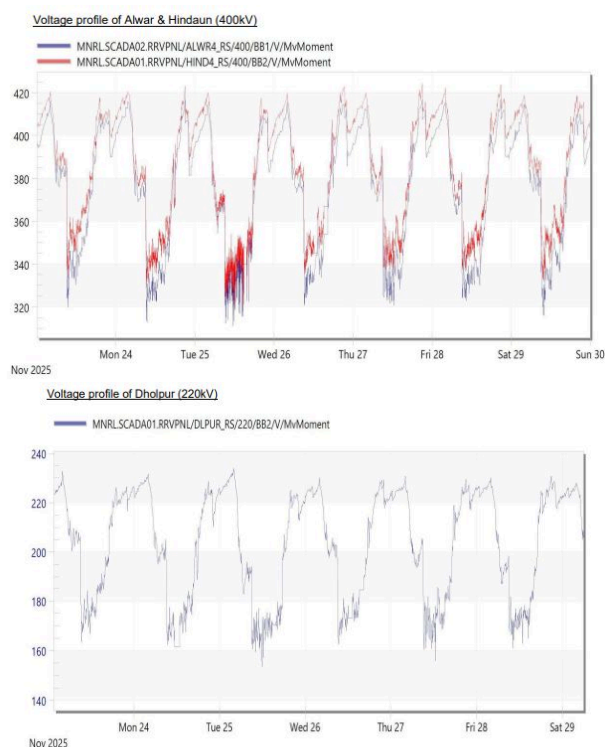 Voltage profile of Alwar & Hindaun (400kV)
MNRL.SCADA02.RRVPNL/ALWR4_RS/400/BB1/V/MvMoment
MNRL.SCADA01.RRVPNL/HIND4_RS/400/BB2/V/MvMoment
420
400
380
360
340
320
Mon 24 Tue 25 Wed 26 Thu 27 Fri 28 Sat 29 Sun 30
Nov 2025
Voltage profile of Dholpur (220kV)
MNRL.SCADA01.RRVPNL/DLPUR_RS/220/BB2/V/MvMoment
240
220
200
180
160
140
Mon 24 Tue 25 Wed 26 Thu 27 Fri 28 Sat 29
Nov 2025